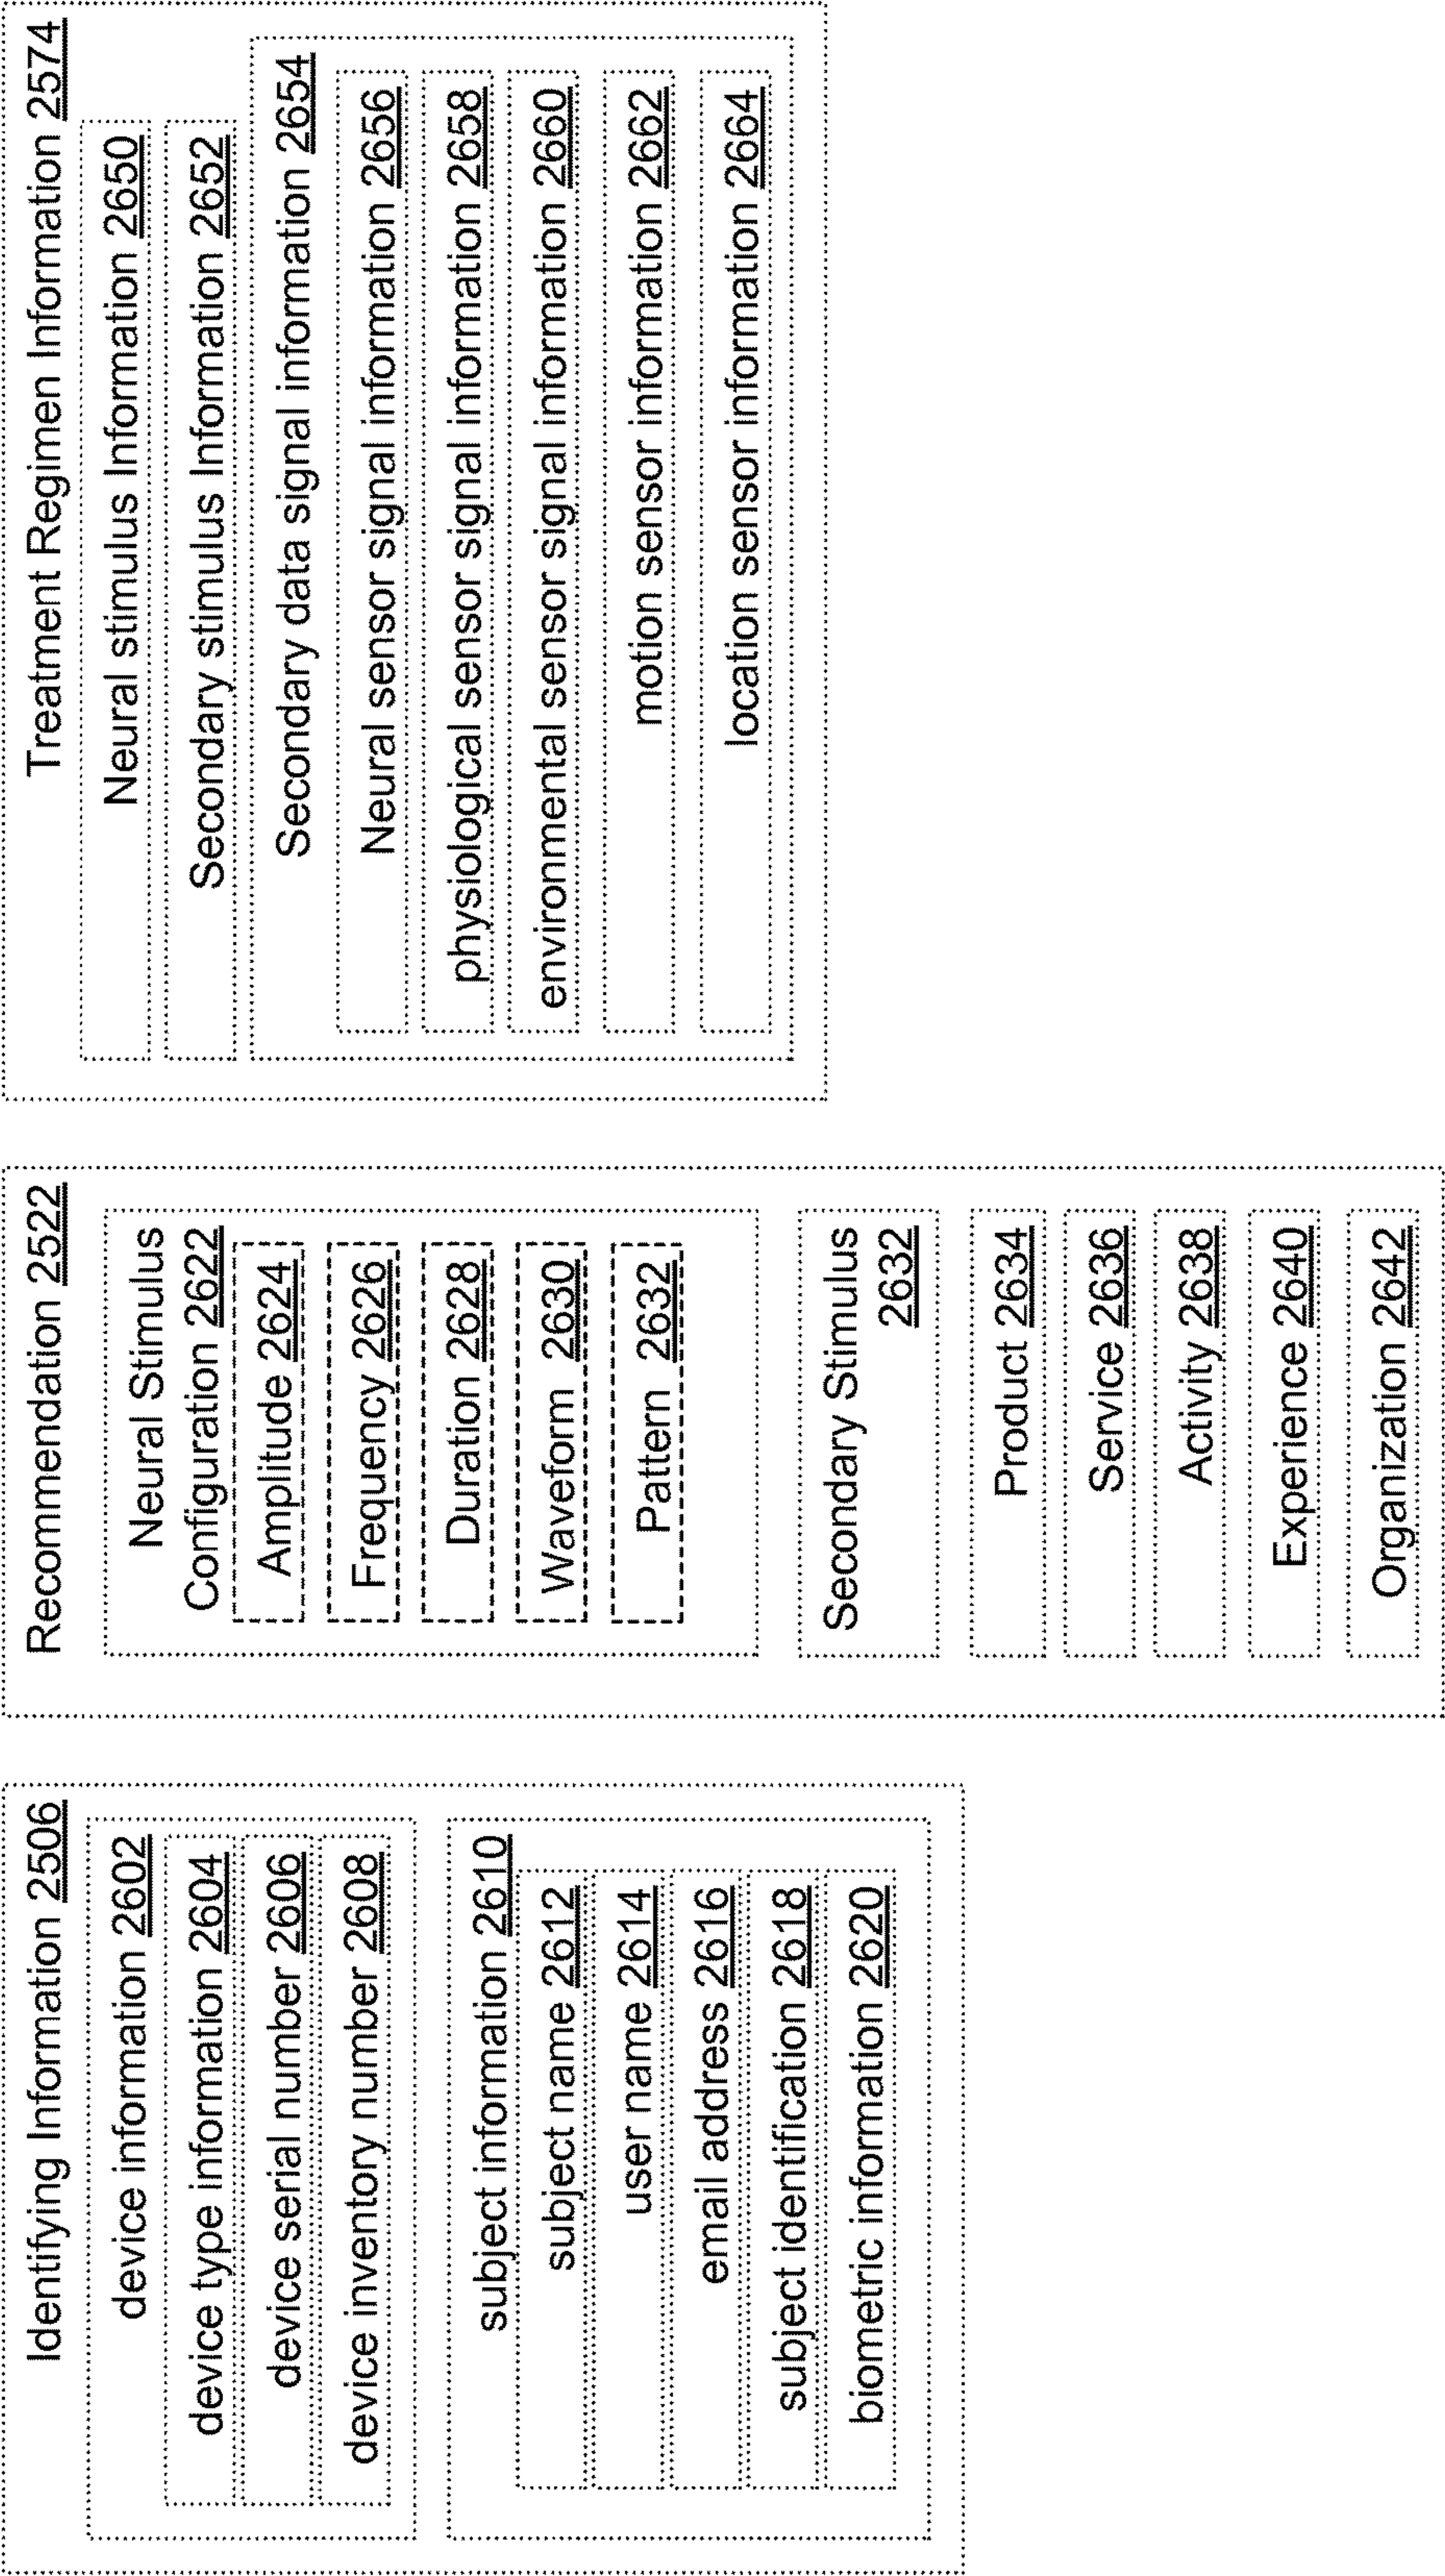 Identifying Information 2506
device information 2602
device type information 2604
device serial number 2606
device inventory number 2608
subject information 2610
subject name 2612
user name 2614
email address 2616
subject identification 2618
biometric information 2620
Recommendation 2522
Neural Stimulus
Configuration 2622
Amplitude 2624
Frequency 2626
Duration 2628
Waveform 2630
Pattern 2632
Secondary Stimulus
2632
Product 2634
Service 2636
Activity 2638
Experience 2640
Organization 2642
Treatment Regimen Information 2574
Neural stimulus Information 2650
Secondary stimulus Information 2652
Secondary data signal information 2654
Neural sensor signal information 2656
physiological sensor signal information 2658
environmental sensor signal information 2660
motion sensor information 2662
location sensor information 2664